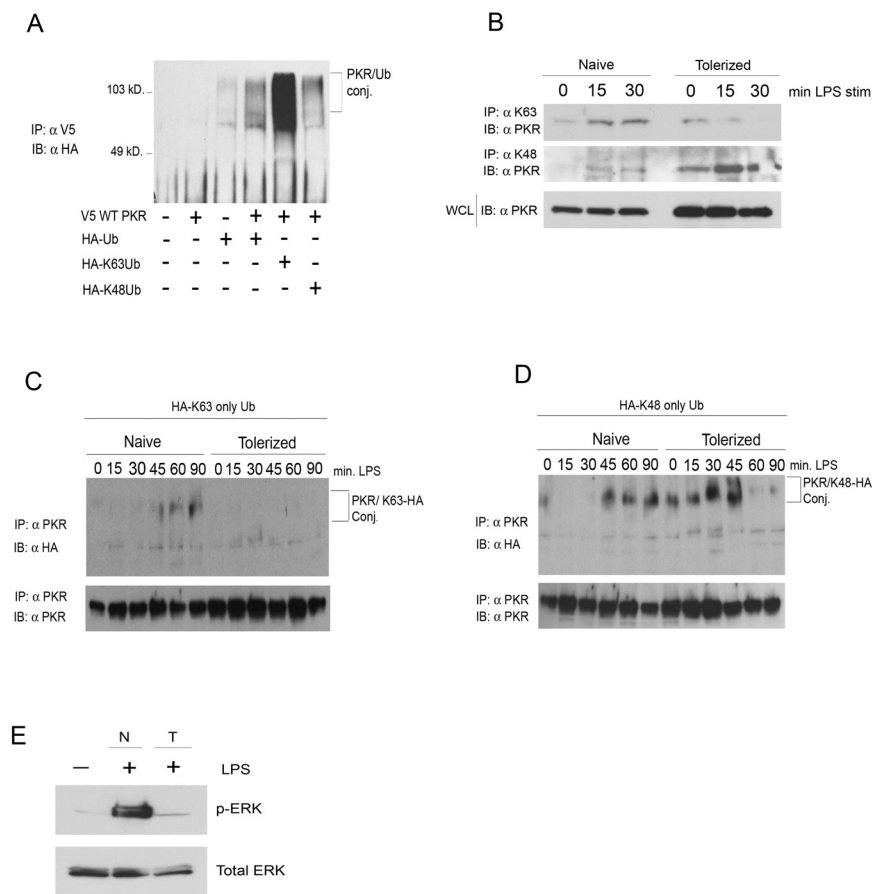 A
103 kD.
49 kD.
PKR/Ub
conj.
IP: α V5
IB: α HA
V5 WT PKR - + - + + +
HA-Ub - - + + - -
HA-K63Ub - - - - + -
HA-K48Ub - - - - - +
B
Naive Tolerized
0 15 30 0 15 30 min LPS stim
IP: α K63
IB: α PKR
IP: α K48
IB: α PKR
WCL IB: α PKR
C
HA-K63 only Ub
Naive Tolerized
0 15 30 45 60 90 0 15 30 45 60 90 min. LPS
PKR/ K63-HA
Conj.
IP: α PKR
IB: α HA
IP: α PKR
IB: α PKR
D
HA-K48 only Ub
Naive Tolerized
0 15 30 45 60 90 0 15 30 45 60 90 min. LPS
PKR/K48-HA
Conj.
IP: α PKR
IB: α HA
IP: α PKR
IB: α PKR
E
N T
— + + LPS
p-ERK
Total ERK